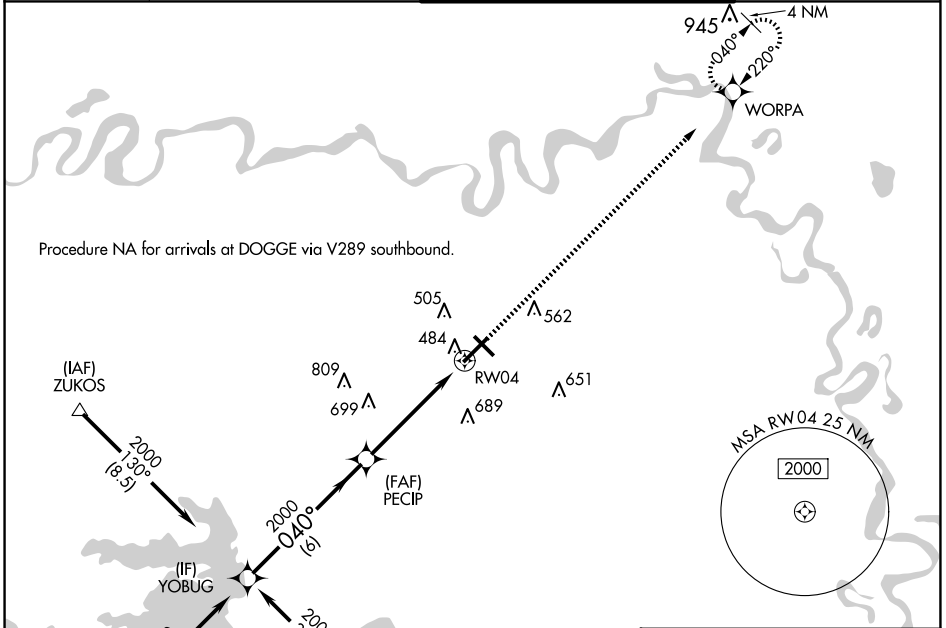 945
4 NM
040°
220°
WORPA
Procedure NA for arrivals at DOGGE via V289 southbound.
505
562
484
RW04
(IAF)
ZUKOS
809
699
651
689
MSA RW04 25 NM
2000
2000
130°
(8.5)
(FAF)
PECIP
2000
040°
(6)
(IF)
YOBUG